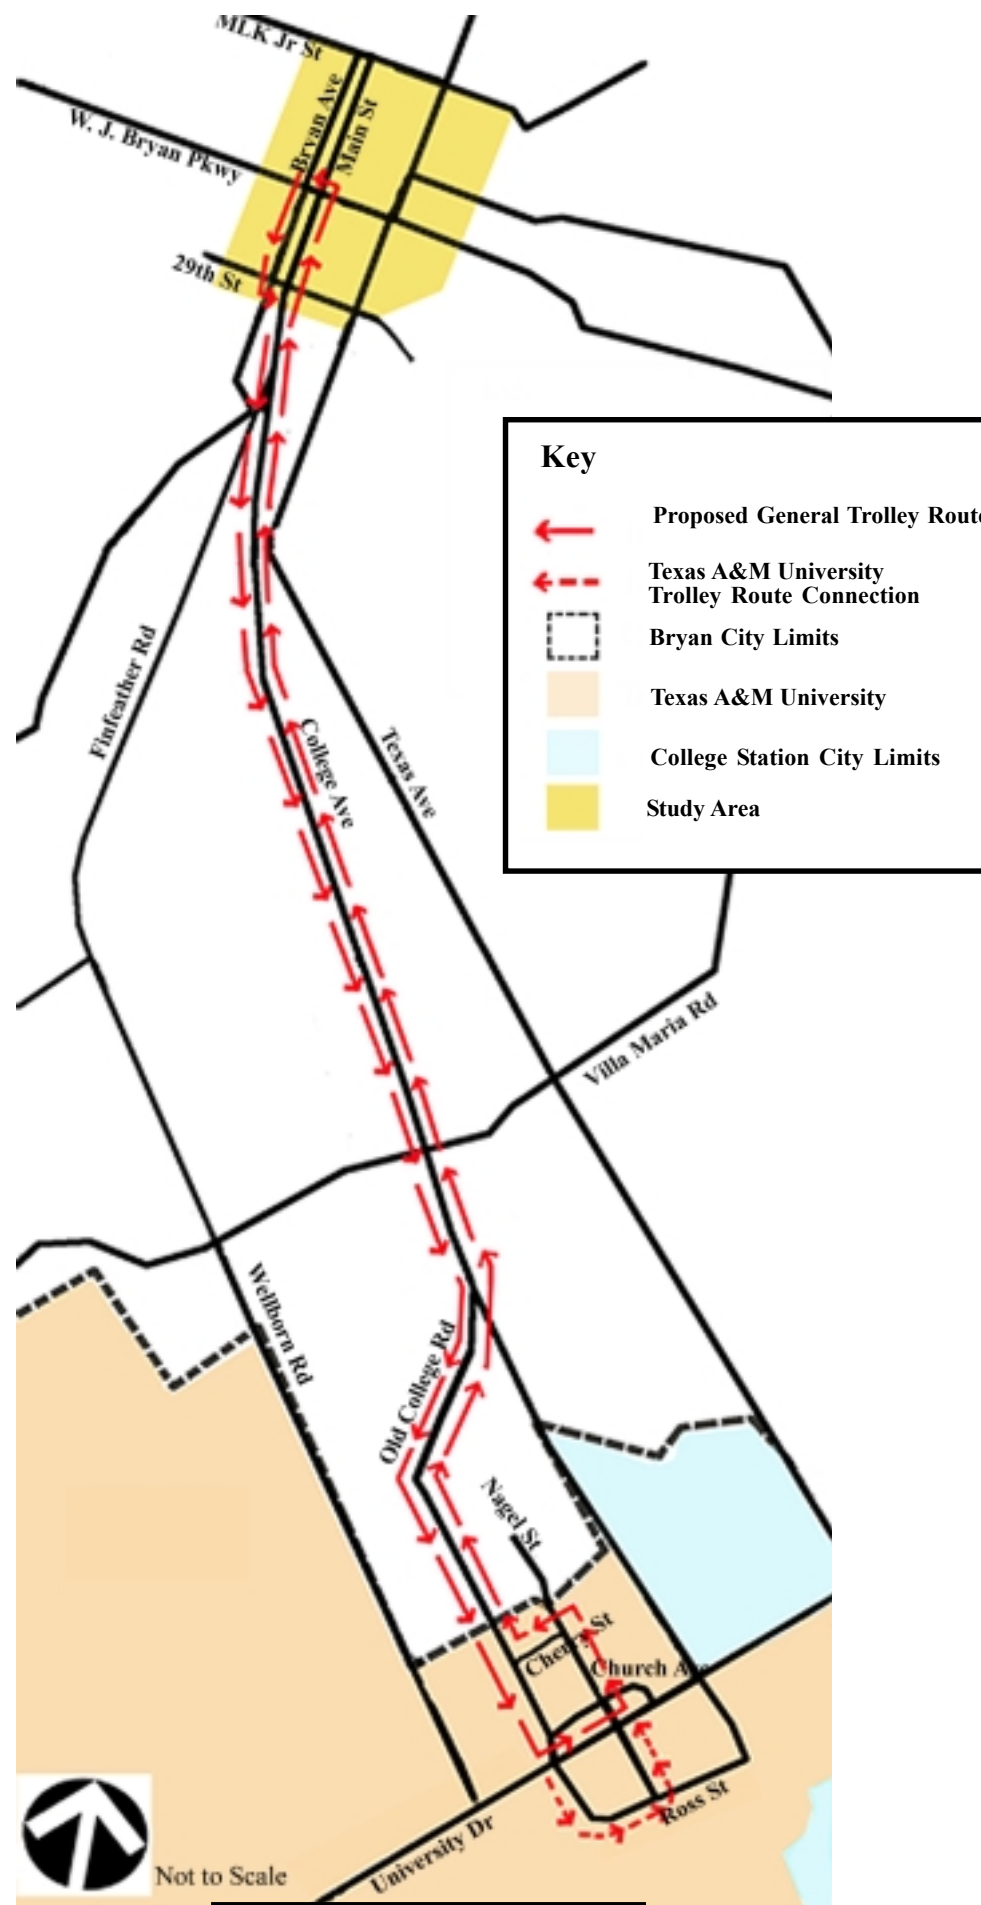 MLK Jr St
Bryan Ave
Main St
W. J. Bryan Pkwy
29th St
Key
Proposed General Trolley Route
Texas A&M University
Trolley Route Connection
Bryan City Limits
Texas A&M University
College Station City Limits
Study Area
Finfeather Rd
College Ave
Texas Ave
Villa Maria Rd
Wellborn Rd
Old College Rd
Nagel St
Cherry St
Church Ave
Ross St
University Dr
Not to Scale